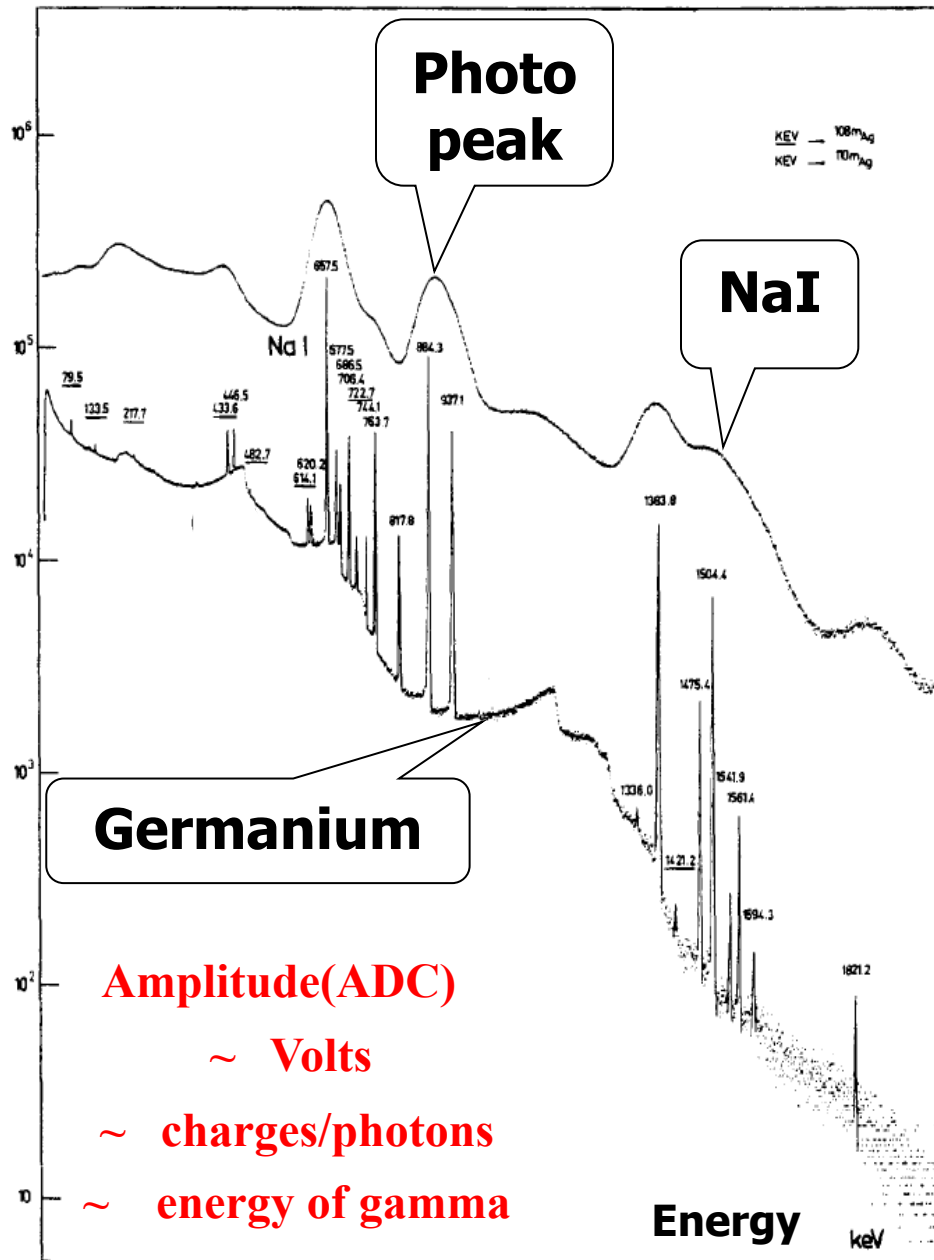 Photo
peak
10⁶
KEV → 108mAg
KEV → 110mAg
NaI
10⁵
Na I
657.5
677.5
686.5
706.4
722.7
744.1
763.7
884.3
937.1
79.5
133.5
217.7
446.5
433.6
482.7
620.2
614.1
817.8
10⁴
1383.8
1504.4
1475.4
10³
Germanium
1336.0
1541.9
1561.4
1421.2
1594.3
10²
1821.2
Amplitude(ADC)
~ Volts
~ charges/photons
~ energy of gamma
10
Energy keV